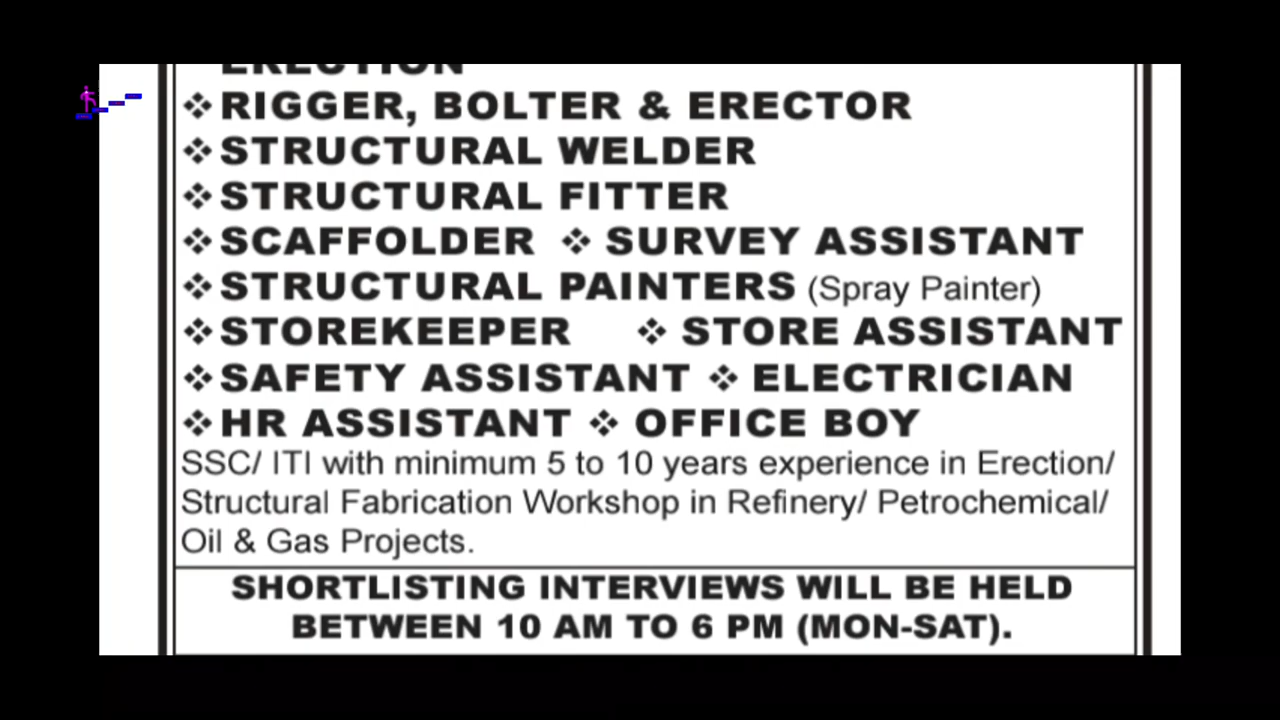 ERECTION
❖RIGGER, BOLTER & ERECTOR
❖STRUCTURAL WELDER
❖STRUCTURAL FITTER
❖SCAFFOLDER ❖ SURVEY ASSISTANT
❖STRUCTURAL PAINTERS (Spray Painter)
❖STOREKEEPER ❖ STORE ASSISTANT
❖SAFETY ASSISTANT ❖ ELECTRICIAN
❖HR ASSISTANT ❖ OFFICE BOY
SSC/ ITI with minimum 5 to 10 years experience in Erection/
Structural Fabrication Workshop in Refinery/ Petrochemical/
Oil & Gas Projects.
SHORTLISTING INTERVIEWS WILL BE HELD
BETWEEN 10 AM TO 6 PM (MON-SAT).